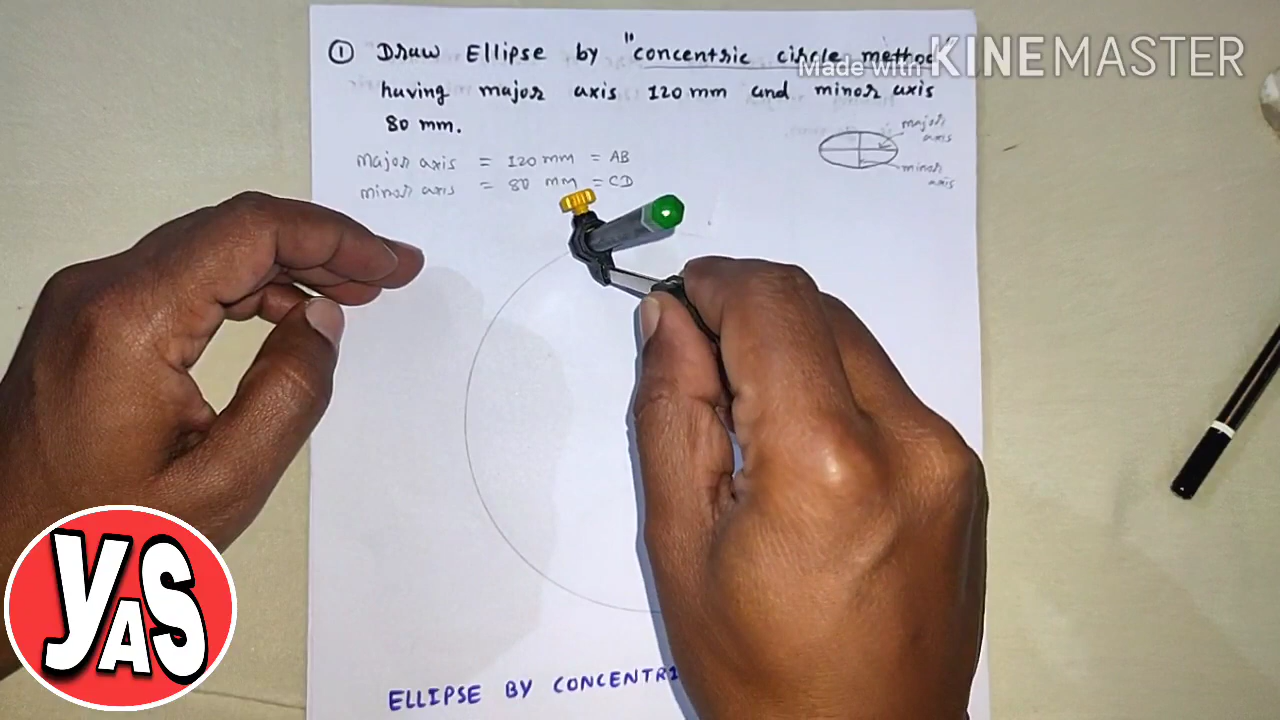 ① Draw Ellipse by "concentric circle method"
Made with KINEMASTER
having major axis 120 mm and minor axis
80 mm.
major axis
minor axis
major axis = 120 mm = AB
minor axis = 80 mm = CD
YAS
ELLIPSE BY CONCENTRI